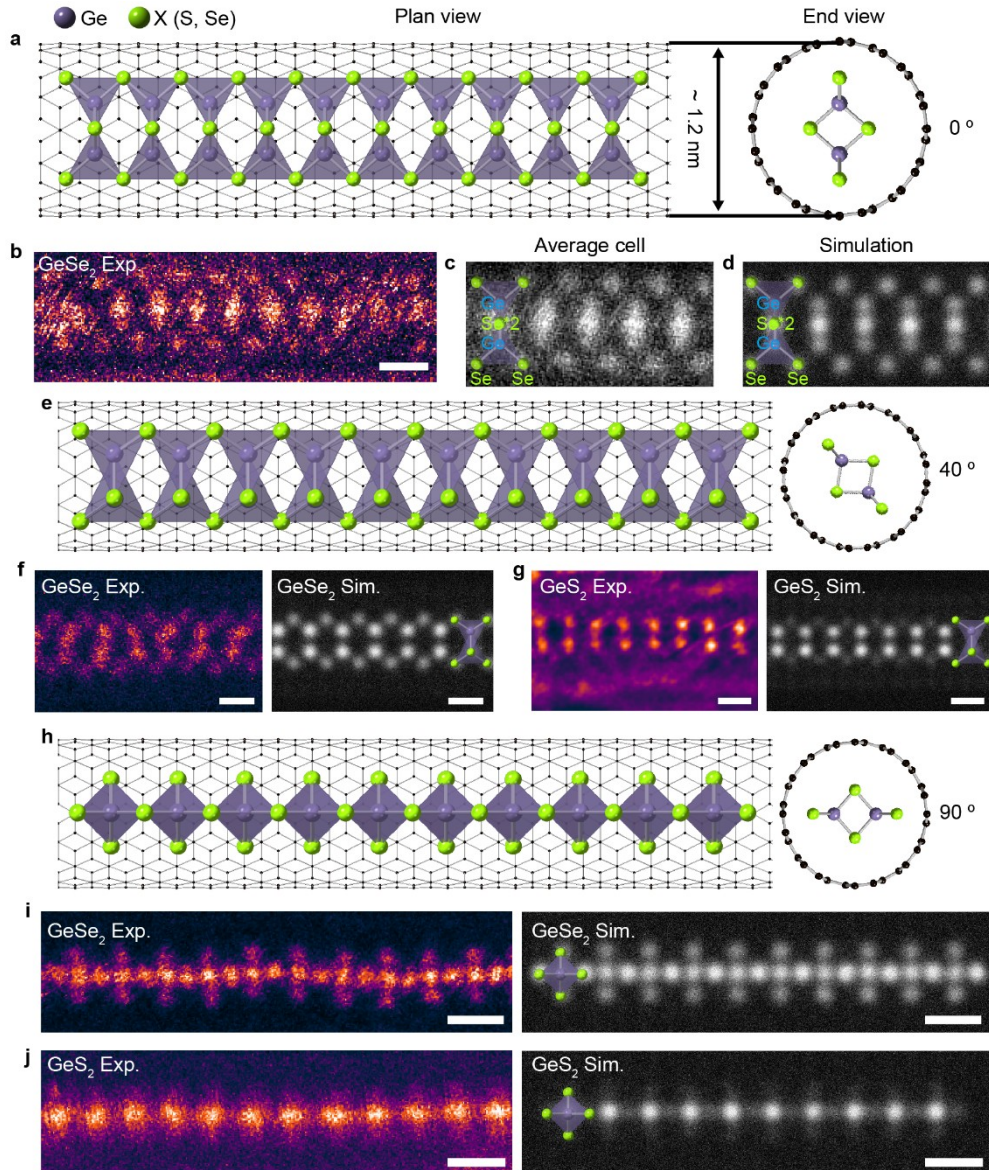 Ge X (S, Se) Plan view End view
a
~ 1.2 nm
0 º
Average cell Simulation
b GeSe₂ Exp c d
Ge Ge
*2 *2
Ge Ge
Se Se Se Se
e
40 º
f GeSe₂ Exp. GeSe₂ Sim. g GeS₂ Exp. GeS₂ Sim.
h
90 º
i GeSe₂ Exp. GeSe₂ Sim.
j GeS₂ Exp. GeS₂ Sim.